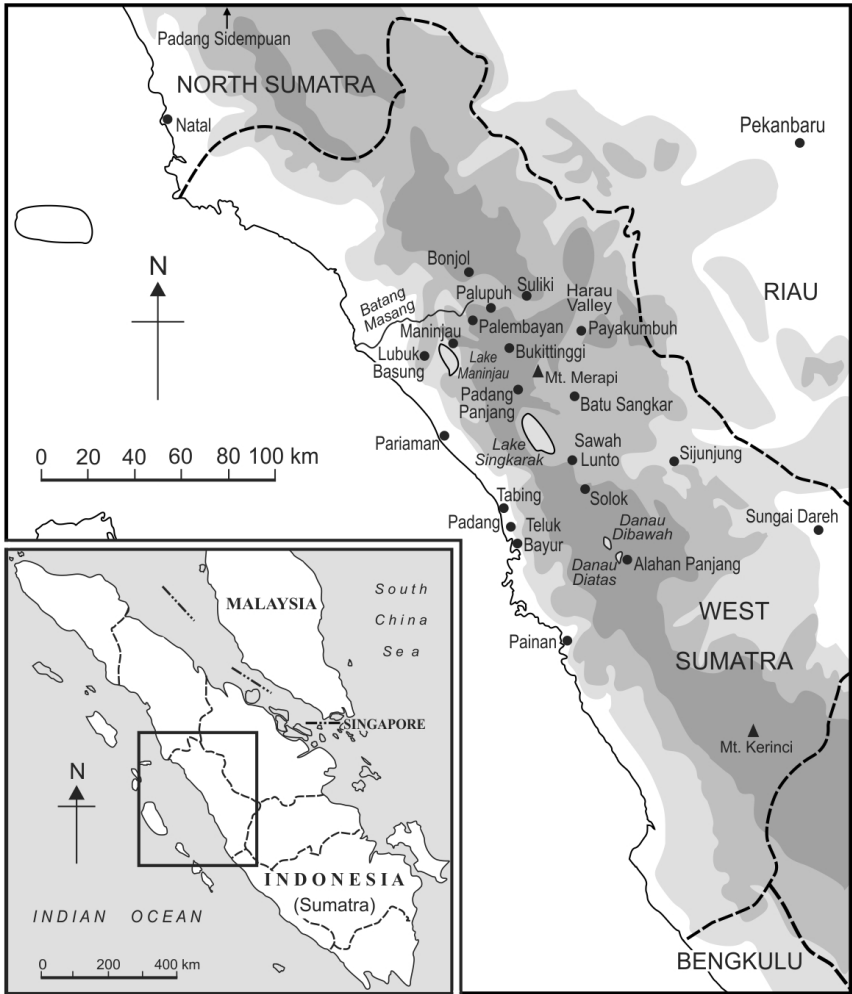 Padang Sidempuan
NORTH SUMATRA
Natal
Pekanbaru
N
Bonjol
Suliki
Harau
Valley
RIAU
Batang
Masang
Palupuh
Palembayan
Payakumbuh
Maninjau
Lubuk
Basung
Lake
Maninjau
Bukittinggi
Mt. Merapi
Padang
Panjang
Batu Sangkar
Pariaman
Lake
Singkarak
Sawah
Lunto
Sijunjung
0 20 40 60 80 100 km
Solok
Tabing
Padang
Teluk
Bayur
Danau
Dibawah
Sungai Dareh
Danau
Diatas
Alahan Panjang
WEST
SUMATRA
Painan
Mt. Kerinci
BENGKULU
MALAYSIA
South
China
Sea
SINGAPORE
N
INDONESIA
(Sumatra)
INDIAN OCEAN
0 200 400 km